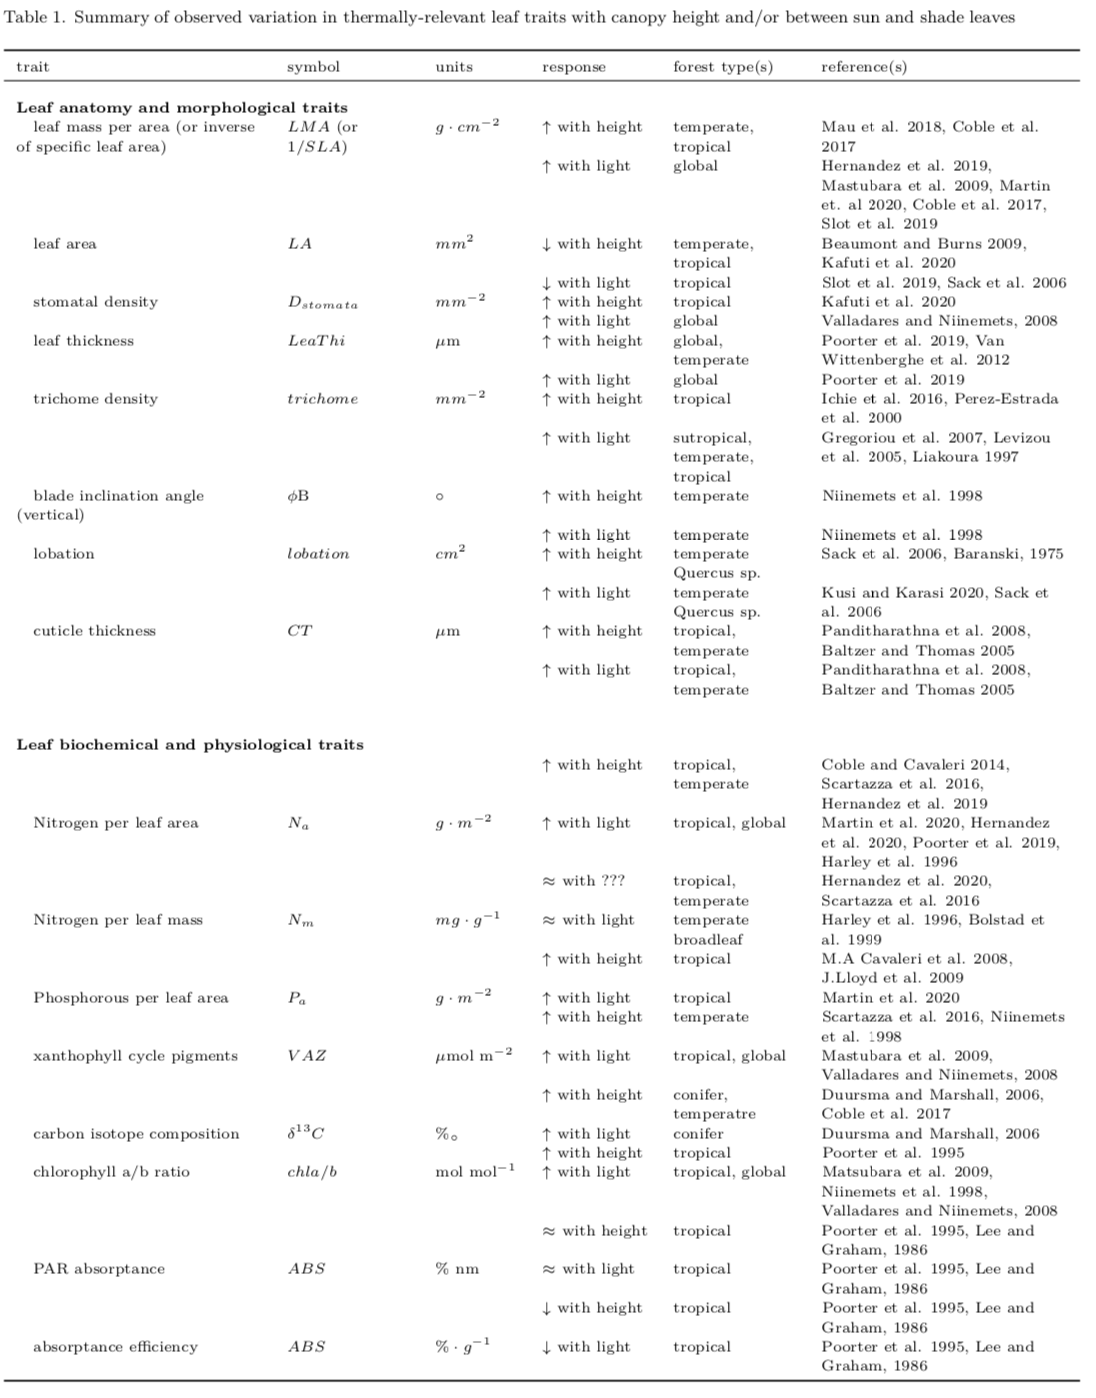 Table 1. Summary of observed variation in thermally-relevant leaf traits with canopy height and/or between sun and shade leaves
trait symbol units response forest type(s) reference(s)
Leaf anatomy and morphological traits
leaf mass per area (or inverse LMA (or g · cm−2 ↑ with height temperate, Mau et al. 2018, Coble et al.
of specific leaf area) 1/SLA) tropical 2017
↑ with light global Hernandez et al. 2019,
Mastubara et al. 2009, Martin
et. al 2020, Coble et al. 2017,
Slot et al. 2019
leaf area LA mm2 ↓ with height temperate, Beaumont and Burns 2009,
tropical Kafuti et al. 2020
↓ with light tropical Slot et al. 2019, Sack et al. 2006
stomatal density Dstomata mm−2 ↑ with height tropical Kafuti et al. 2020
↑ with light global Valladares and Niinemets, 2008
leaf thickness LeaThi µm ↑ with height global, Poorter et al. 2019, Van
temperate Wittenberghe et al. 2012
↑ with light global Poorter et al. 2019
trichome density trichome mm−2 ↑ with height tropical Ichie et al. 2016, Perez-Estrada
et al. 2000
↑ with light sutropical, Gregoriou et al. 2007, Levizou
temperate, et al. 2005, Liakoura 1997
tropical
blade inclination angle ϕB ∘ ↑ with height temperate Niinemets et al. 1998
(vertical)
↑ with light temperate Niinemets et al. 1998
lobation lobation cm2 ↑ with height temperate Sack et al. 2006, Baranski, 1975
Quercus sp.
↑ with light temperate Kusi and Karasi 2020, Sack et
Quercus sp. al. 2006
cuticle thickness CT µm ↑ with height tropical, Panditharathna et al. 2008,
temperate Baltzer and Thomas 2005
↑ with light tropical, Panditharathna et al. 2008,
temperate Baltzer and Thomas 2005
Leaf biochemical and physiological traits
↑ with height tropical, Coble and Cavaleri 2014,
temperate Scartazza et al. 2016,
Hernandez et al. 2019
Nitrogen per leaf area Na g · m−2 ↑ with light tropical, global Martin et al. 2020, Hernandez
et al. 2020, Poorter et al. 2019,
Harley et al. 1996
≈ with ??? tropical, Hernandez et al. 2020,
temperate Scartazza et al. 2016
Nitrogen per leaf mass Nm mg · g−1 ≈ with light temperate Harley et al. 1996, Bolstad et
broadleaf al. 1999
↑ with height tropical M.A Cavaleri et al. 2008,
J.Lloyd et al. 2009
Phosphorous per leaf area Pa g · m−2 ↑ with light tropical Martin et al. 2020
↑ with height temperate Scartazza et al. 2016, Niinemets
et al. 1998
xanthophyll cycle pigments VAZ µmol m−2 ↑ with light tropical, global Mastubara et al. 2009,
Valladares and Niinemets, 2008
↑ with height conifer, Duursma and Marshall, 2006,
temperatre Coble et al. 2017
carbon isotope composition δ13C %∘ ↑ with light conifer Duursma and Marshall, 2006
↑ with height tropical Poorter et al. 1995
chlorophyll a/b ratio chla/b mol mol−1 ↑ with light tropical, global Matsubara et al. 2009,
Niinemets et al. 1998,
Valladares and Niinemets, 2008
≈ with height tropical Poorter et al. 1995, Lee and
Graham, 1986
PAR absorptance ABS % nm ≈ with light tropical Poorter et al. 1995, Lee and
Graham, 1986
↓ with height tropical Poorter et al. 1995, Lee and
Graham, 1986
absorptance efficiency ABS % · g−1 ↓ with light tropical Poorter et al. 1995, Lee and
Graham, 1986